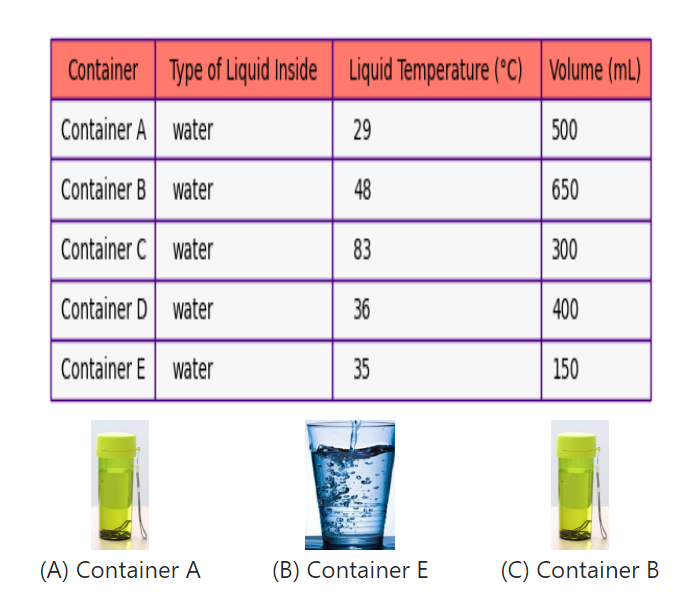 Container Type of Liquid Inside Liquid Temperature (°C) Volume (mL)
Container A water 29 500
Container B water 48 650
Container C water 83 300
Container D water 36 400
Container E water 35 150
(A) Container A (B) Container E (C) Container B